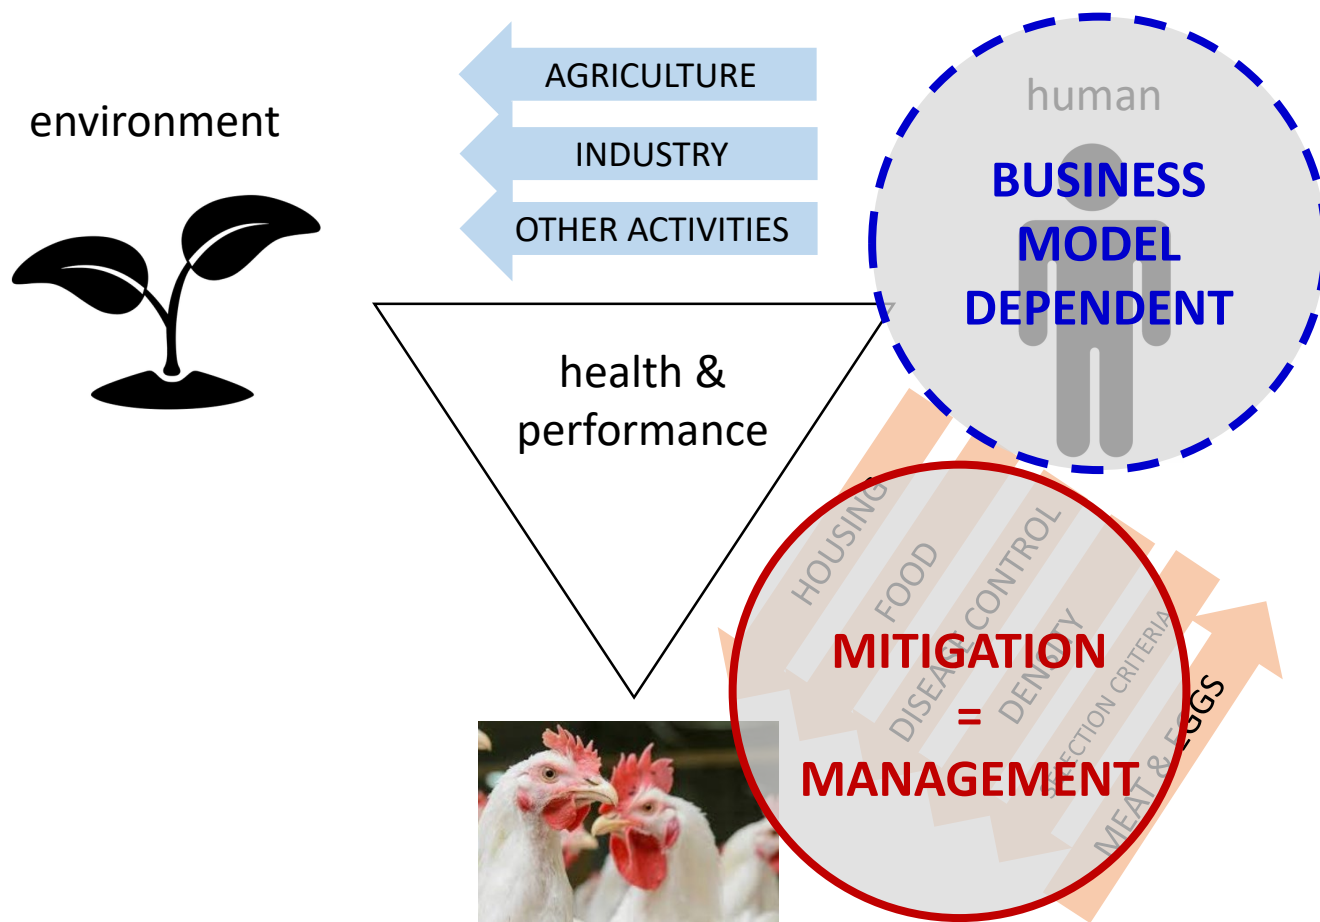 environment
AGRICULTURE
INDUSTRY
OTHER ACTIVITIES
human
BUSINESS
MODEL
DEPENDENT
health &
performance
HOUSING
FOOD
DISEASE CONTROL
DENSITY
SELECTION CRITERIA
MEAT & EGGS
MITIGATION
=
MANAGEMENT